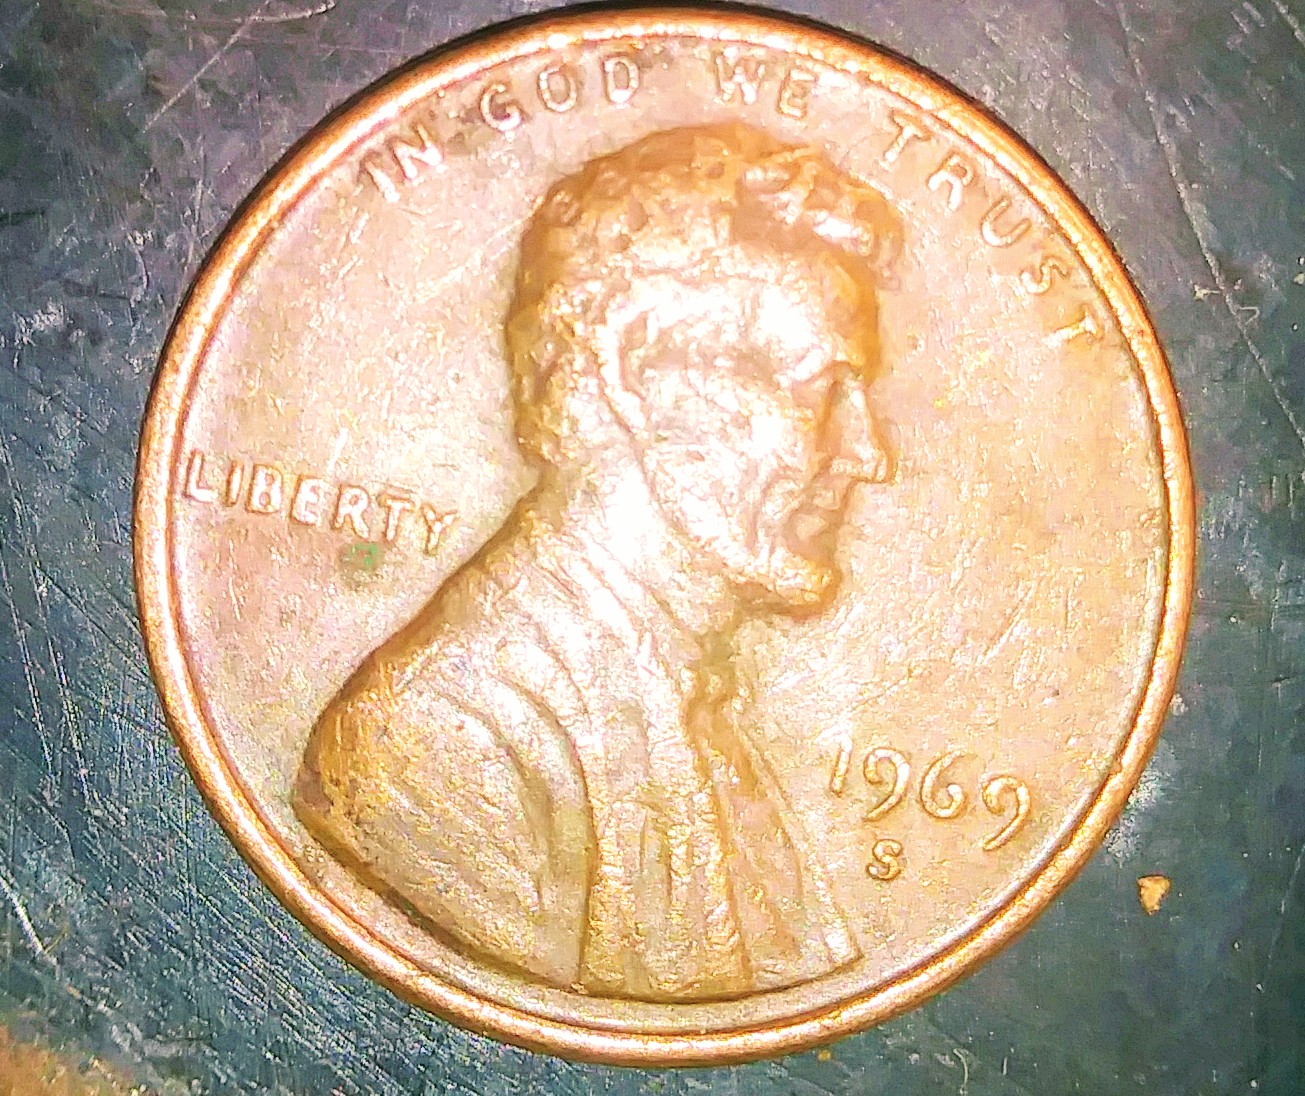 IN GOD WE TRUST
LIBERTY
1969
S